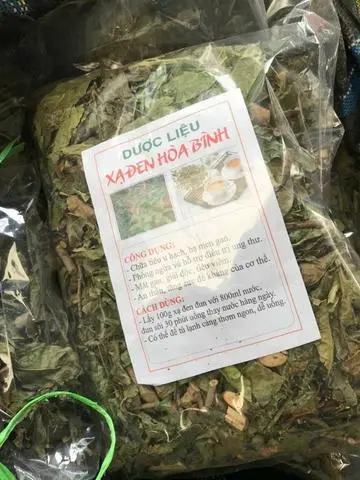 DƯỢC LIỆU
XẠ ĐEN HÒA BÌNH
CÔNG DỤNG:
- Chữa tiêu u hạch, hạ men gan.
- Phòng ngừa và hỗ trợ điều trị ung thư.
- Mát gan, giải độc, tiêu viêm.
- An thần, tăng sức đề kháng của cơ thể.
CÁCH DÙNG:
- Lấy 100g xạ đen đun với 800ml nước,
đun sôi 30 phút uống thay nước hàng ngày.
- Có thể để tủ lạnh càng thơm ngon, dễ uống.